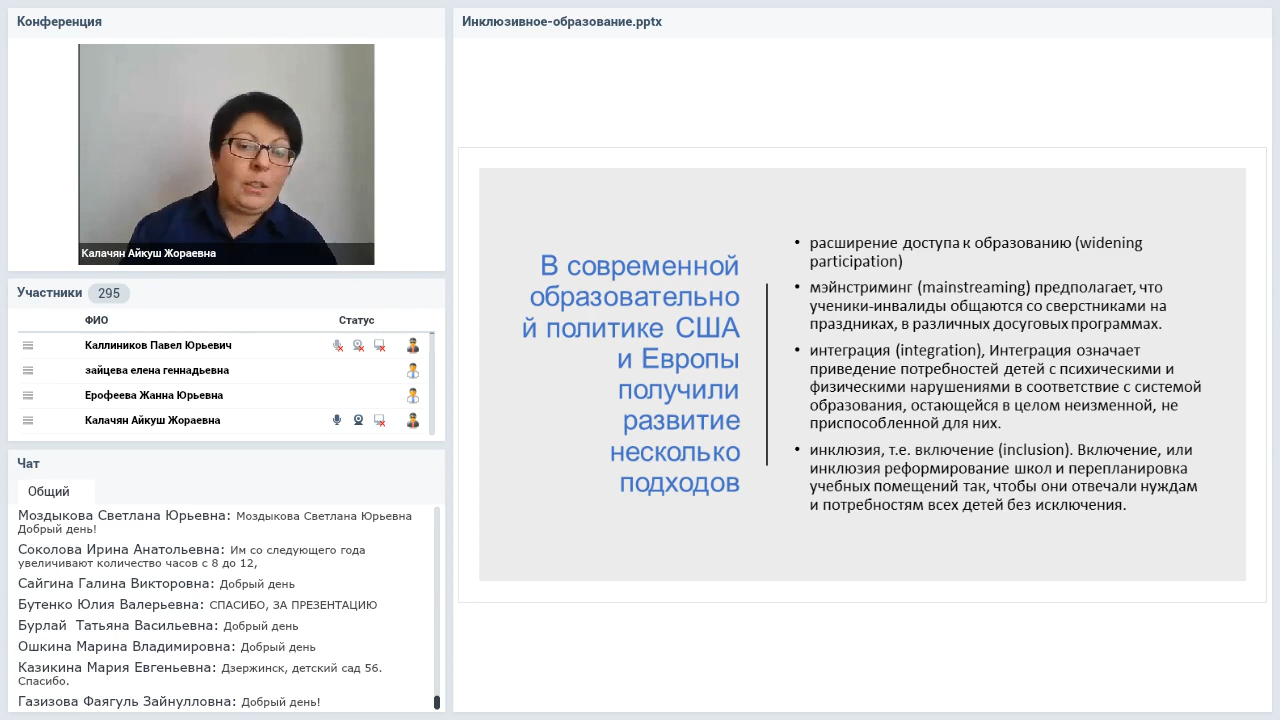 Конференция
Калачян Айкуш Жораевна
Участники 295
ФИО Статус
Каллиников Павел Юрьевич
зайцева елена геннадьевна
Ерофеева Жанна Юрьевна
Калачян Айкуш Жораевна
Чат
Общий
Моздыкова Светлана Юрьевна: Моздыкова Светлана Юрьевна
Добрый день!
Соколова Ирина Анатольевна: Им со следующего года
увеличивают количество часов с 8 до 12,
Сайгина Галина Викторовна: Добрый день
Бутенко Юлия Валерьевна: СПАСИБО, ЗА ПРЕЗЕНТАЦИЮ
Бурлай Татьяна Васильевна: Добрый день
Ошкина Марина Владимировна: Добрый день
Казикина Мария Евгеньевна: Дзержинск, детский сад 56.
Спасибо.
Газизова Фаягуль Зайнулловна: Добрый день!
Инклюзивное-образование.pptx
В современной
образовательно
й политике США
и Европы
получили
развитие
несколько
подходов
• расширение доступа к образованию (widening
participation)
• мэйнстриминг (mainstreaming) предполагает, что
ученики-инвалиды общаются со сверстниками на
праздниках, в различных досуговых программах.
• интеграция (integration), Интеграция означает
приведение потребностей детей с психическими и
физическими нарушениями в соответствие с системой
образования, остающейся в целом неизменной, не
приспособленной для них.
• инклюзия, т.е. включение (inclusion). Включение, или
инклюзия реформирование школ и перепланировка
учебных помещений так, чтобы они отвечали нуждам
и потребностям всех детей без исключения.